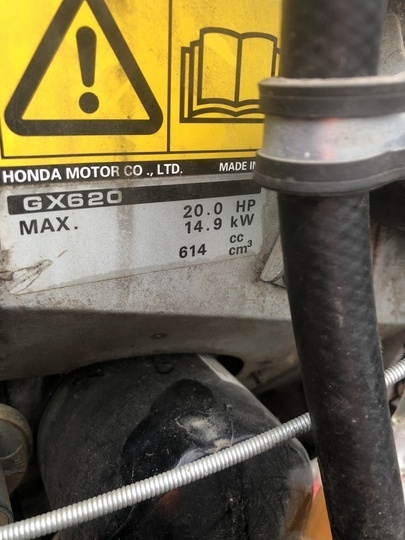 HONDA MOTOR CO., LTD. MADE IN
GX620
MAX. 20.0 HP
14.9 kW
614 cc
cm³